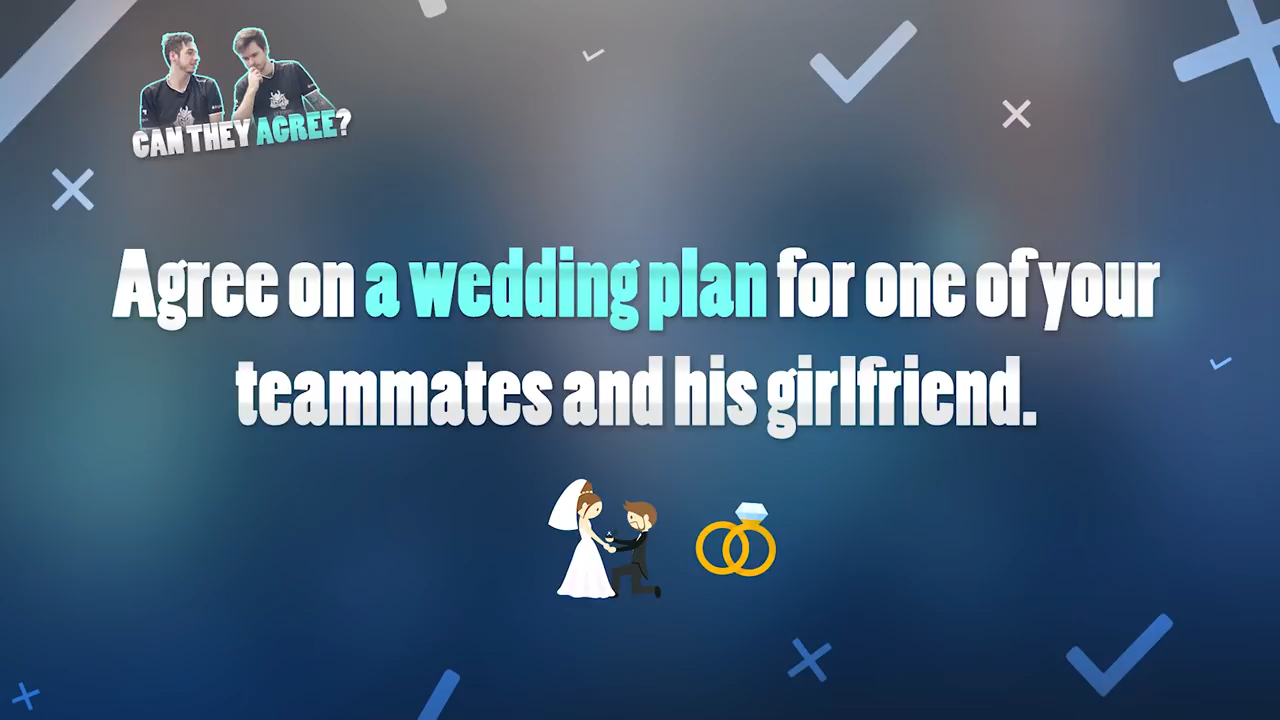 CAN THEY AGREE?
Agree on a wedding plan for one of your
teammates and his girlfriend.